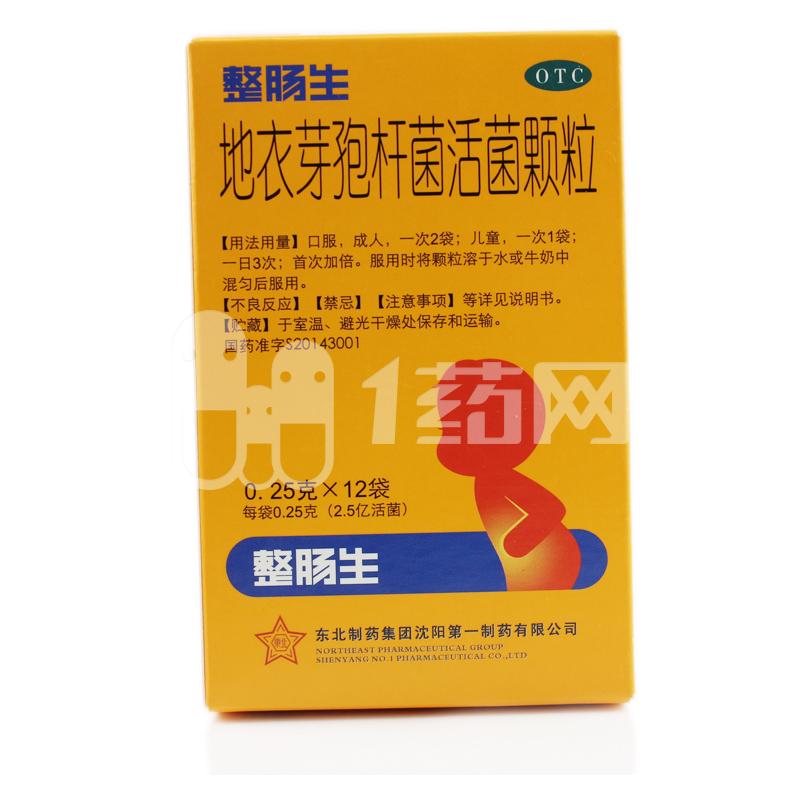 整肠生
OTC
地衣芽孢杆菌活菌颗粒
【用法用量】口服，成人，一次2袋；儿童，一次1袋；
一日3次；首次加倍。服用时将颗粒溶于水或牛奶中
混匀后服用。
【不良反应】【禁忌】【注意事项】等详见说明书。
【贮藏】于室温、避光干燥处保存和运输。
国药准字S20143001
1药网
0.25克×12袋
每袋0.25克（2.5亿活菌）
整肠生
东北
东北制药集团沈阳第一制药有限公司
NORTHEAST PHARMACEUTICAL GROUP
SHENYANG NO.1 PHARMACEUTICAL CO.,LTD